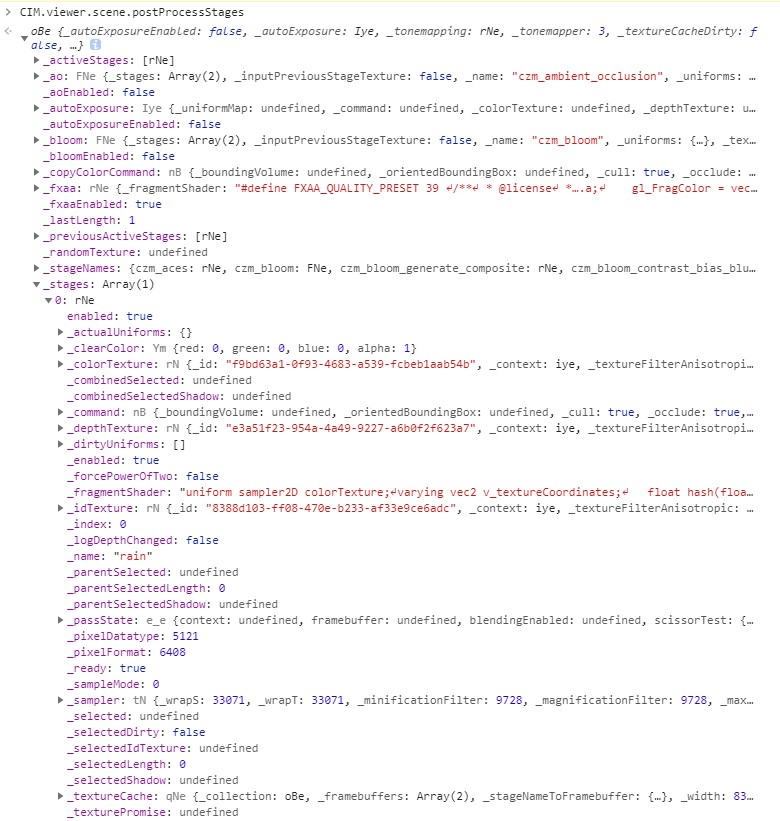 CIM.viewer.scene.postProcessStages
oBe {_autoExposureEnabled: false, _autoExposure: Iye, _tonemapping: rNe, _tonemapper: 3, _textureCacheDirty: f
alse, …}
_activeStages: [rNe]
_ao: FNe {_stages: Array(2), _inputPreviousStageTexture: false, _name: "czm_ambient_occlusion", _uniforms: …
_aoEnabled: false
_autoExposure: Iye {_uniformMap: undefined, _command: undefined, _colorTexture: undefined, _depthTexture: u…
_autoExposureEnabled: false
_bloom: FNe {_stages: Array(2), _inputPreviousStageTexture: false, _name: "czm_bloom", _uniforms: {…}, _tex…
_bloomEnabled: false
_copyColorCommand: nB {_boundingVolume: undefined, _orientedBoundingBox: undefined, _cull: true, _occlude: …
_fxaa: rNe {_fragmentShader: "#define FXAA_QUALITY_PRESET 39 ↵/**↵ * @license↵ *….a;↵    gl_FragColor = vec…
_fxaaEnabled: true
_lastLength: 1
_previousActiveStages: [rNe]
_randomTexture: undefined
_stageNames: {czm_aces: rNe, czm_bloom: FNe, czm_bloom_generate_composite: rNe, czm_bloom_contrast_bias_blu…
_stages: Array(1)
0: rNe
enabled: true
_actualUniforms: {}
_clearColor: Ym {red: 0, green: 0, blue: 0, alpha: 1}
_colorTexture: rN {_id: "f9bd63a1-0f93-4683-a539-fcbeb1aab54b", _context: iye, _textureFilterAnisotropi…
_combinedSelected: undefined
_combinedSelectedShadow: undefined
_command: nB {_boundingVolume: undefined, _orientedBoundingBox: undefined, _cull: true, _occlude: true,…
_depthTexture: rN {_id: "e3a51f23-954a-4a49-9227-a6b0f2f623a7", _context: iye, _textureFilterAnisotropi…
_dirtyUniforms: []
_enabled: true
_forcePowerOfTwo: false
_fragmentShader: "uniform sampler2D colorTexture;↵varying vec2 v_textureCoordinates;↵   float hash(floa…
_idTexture: rN {_id: "8388d103-ff08-470e-b233-af33e9ce6adc", _context: iye, _textureFilterAnisotropic: …
_index: 0
_logDepthChanged: false
_name: "rain"
_parentSelected: undefined
_parentSelectedLength: 0
_parentSelectedShadow: undefined
_passState: e_e {context: undefined, framebuffer: undefined, blendingEnabled: undefined, scissorTest: {…
_pixelDatatype: 5121
_pixelFormat: 6408
_ready: true
_sampleMode: 0
_sampler: tN {_wrapS: 33071, _wrapT: 33071, _minificationFilter: 9728, _magnificationFilter: 9728, _max…
_selected: undefined
_selectedDirty: false
_selectedIdTexture: undefined
_selectedLength: 0
_selectedShadow: undefined
_textureCache: qNe {_collection: oBe, _framebuffers: Array(2), _stageNameToFramebuffer: {…}, _width: 83…
_texturePromise: undefined